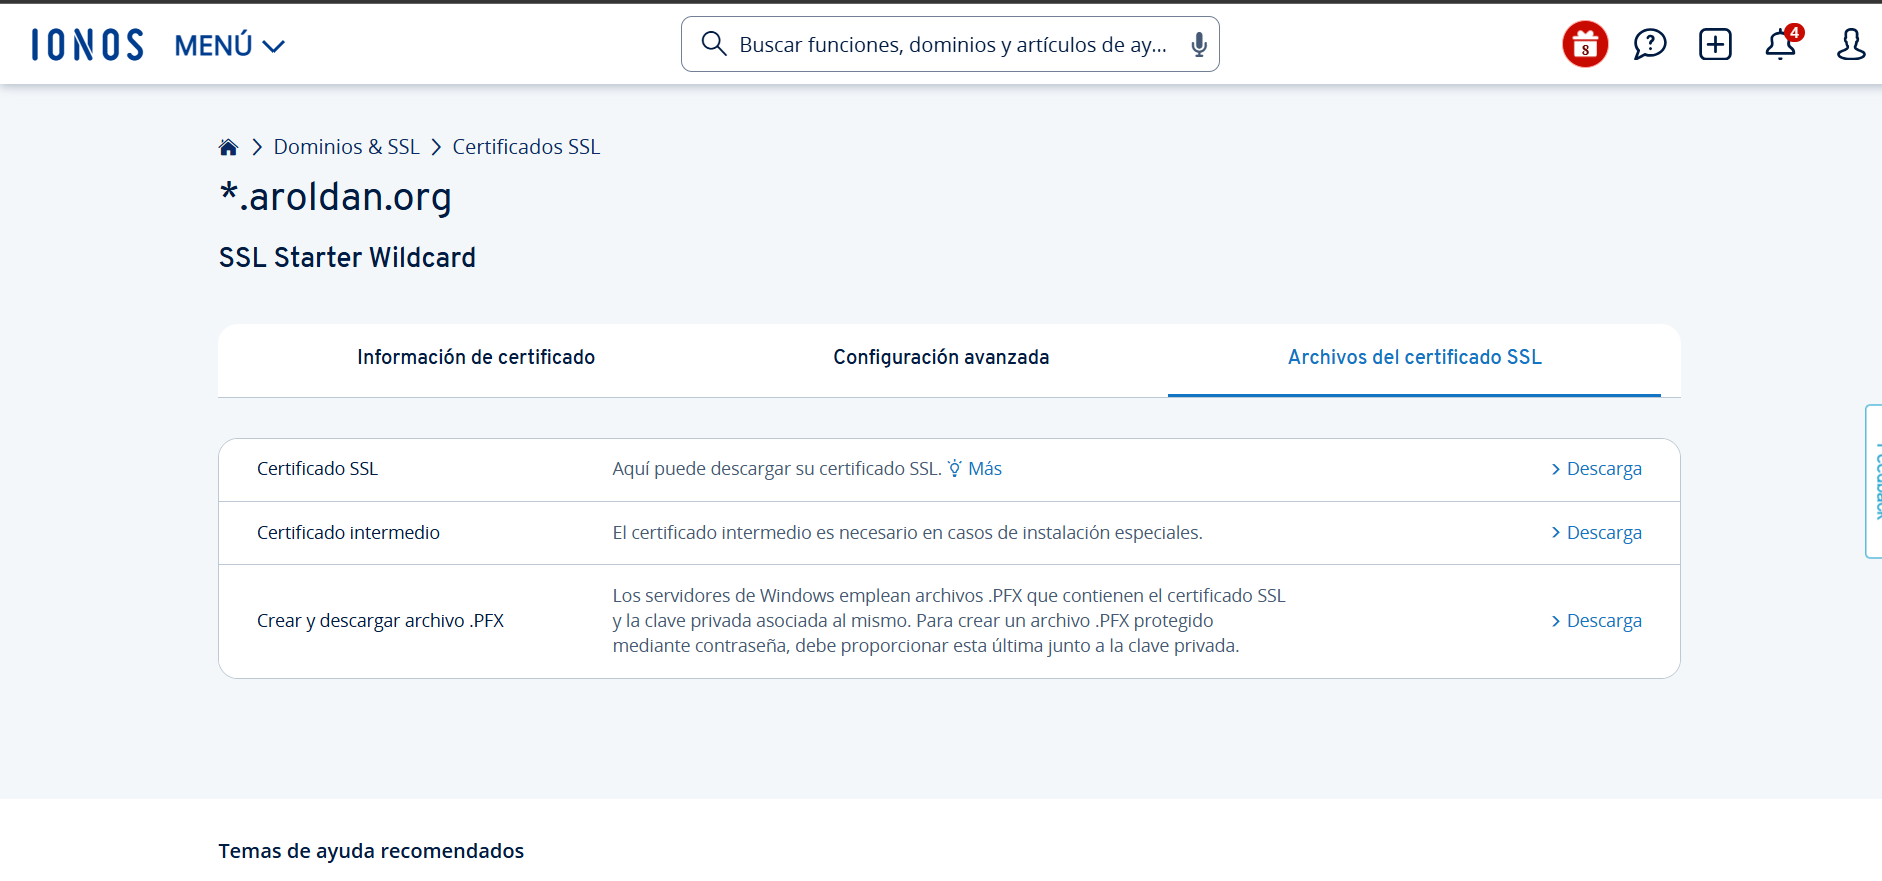 IONOS MENÚ
Buscar funciones, dominios y artículos de ay...
8
4
Dominios & SSL > Certificados SSL
*.aroldan.org
SSL Starter Wildcard
Información de certificado
Configuración avanzada
Archivos del certificado SSL
Certificado SSL
Aquí puede descargar su certificado SSL. Más
> Descarga
Certificado intermedio
El certificado intermedio es necesario en casos de instalación especiales.
> Descarga
Crear y descargar archivo .PFX
Los servidores de Windows emplean archivos .PFX que contienen el certificado SSL
y la clave privada asociada al mismo. Para crear un archivo .PFX protegido
mediante contraseña, debe proporcionar esta última junto a la clave privada.
> Descarga
Temas de ayuda recomendados